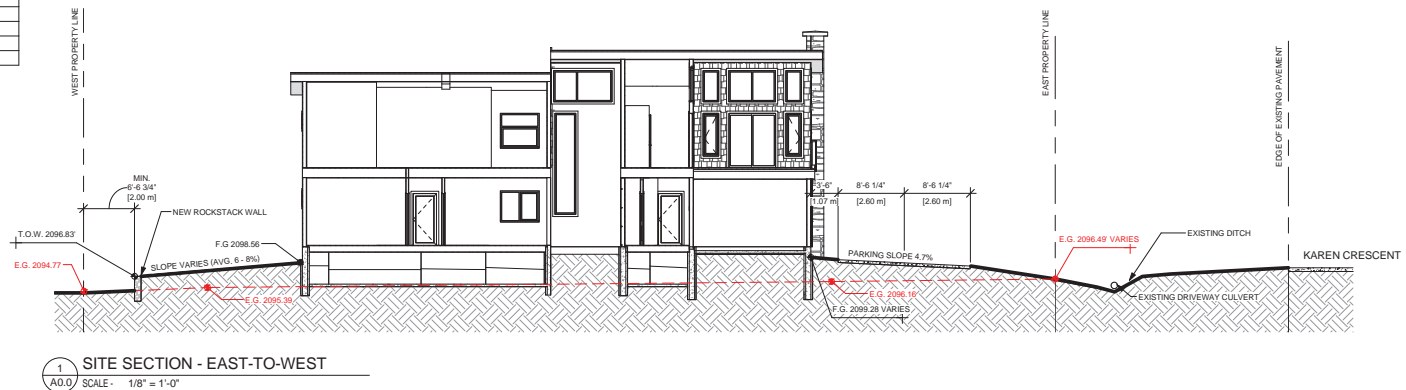 WEST PROPERTY LINE
EAST PROPERTY LINE
EDGE OF EXISTING PAVEMENT
MIN.
6'-6 3/4"
[2.00 m]
NEW ROCKSTACK WALL
T.O.W. 2096.83'
E.G. 2094.77
F.G 2098.56
SLOPE VARIES (AVG. 6 - 8%)
E.G. 2095.39
3'-6"
[1.07 m]
8'-6 1/4"
[2.60 m]
8'-6 1/4"
[2.60 m]
PARKING SLOPE 4.7%
E.G. 2096.16'
F.G. 2099.28 VARIES
E.G. 2096.49' VARIES
EXISTING DITCH
KAREN CRESCENT
EXISTING DRIVEWAY CULVERT
1
A0.0
SITE SECTION - EAST-TO-WEST
SCALE - 1/8" = 1'-0"